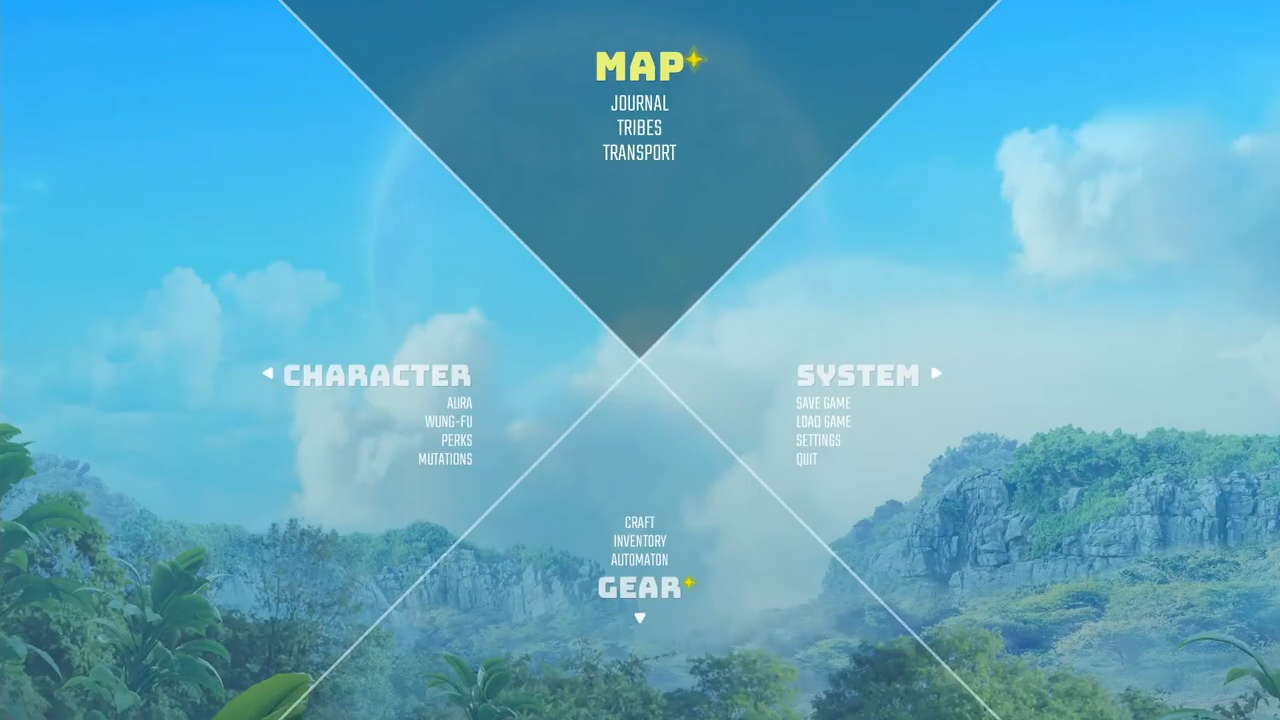 MAP
JOURNAL
TRIBES
TRANSPORT
CHARACTER
AURA
WUNG-FU
PERKS
MUTATIONS
SYSTEM
SAVE GAME
LOAD GAME
SETTINGS
QUIT
CRAFT
INVENTORY
AUTOMATON
GEAR